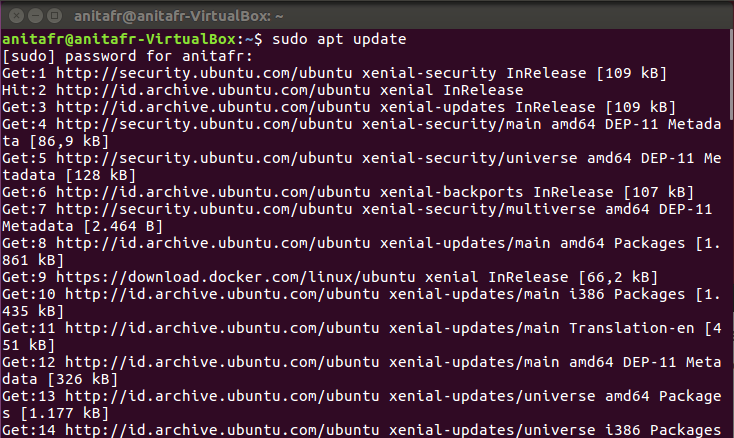 anitafr@anitafr-VirtualBox: ~
anitafr@anitafr-VirtualBox:~$ sudo apt update
[sudo] password for anitafr:
Get:1 http://security.ubuntu.com/ubuntu xenial-security InRelease [109 kB]
Hit:2 http://id.archive.ubuntu.com/ubuntu xenial InRelease
Get:3 http://id.archive.ubuntu.com/ubuntu xenial-updates InRelease [109 kB]
Get:4 http://security.ubuntu.com/ubuntu xenial-security/main amd64 DEP-11 Metada
ta [86,9 kB]
Get:5 http://security.ubuntu.com/ubuntu xenial-security/universe amd64 DEP-11 Me
tadata [128 kB]
Get:6 http://id.archive.ubuntu.com/ubuntu xenial-backports InRelease [107 kB]
Get:7 http://security.ubuntu.com/ubuntu xenial-security/multiverse amd64 DEP-11
Metadata [2.464 B]
Get:8 http://id.archive.ubuntu.com/ubuntu xenial-updates/main amd64 Packages [1.
861 kB]
Get:9 https://download.docker.com/linux/ubuntu xenial InRelease [66,2 kB]
Get:10 http://id.archive.ubuntu.com/ubuntu xenial-updates/main i386 Packages [1.
435 kB]
Get:11 http://id.archive.ubuntu.com/ubuntu xenial-updates/main Translation-en [4
51 kB]
Get:12 http://id.archive.ubuntu.com/ubuntu xenial-updates/main amd64 DEP-11 Meta
data [326 kB]
Get:13 http://id.archive.ubuntu.com/ubuntu xenial-updates/universe amd64 Package
s [1.177 kB]
Get:14 http://id.archive.ubuntu.com/ubuntu xenial-updates/universe i386 Packages